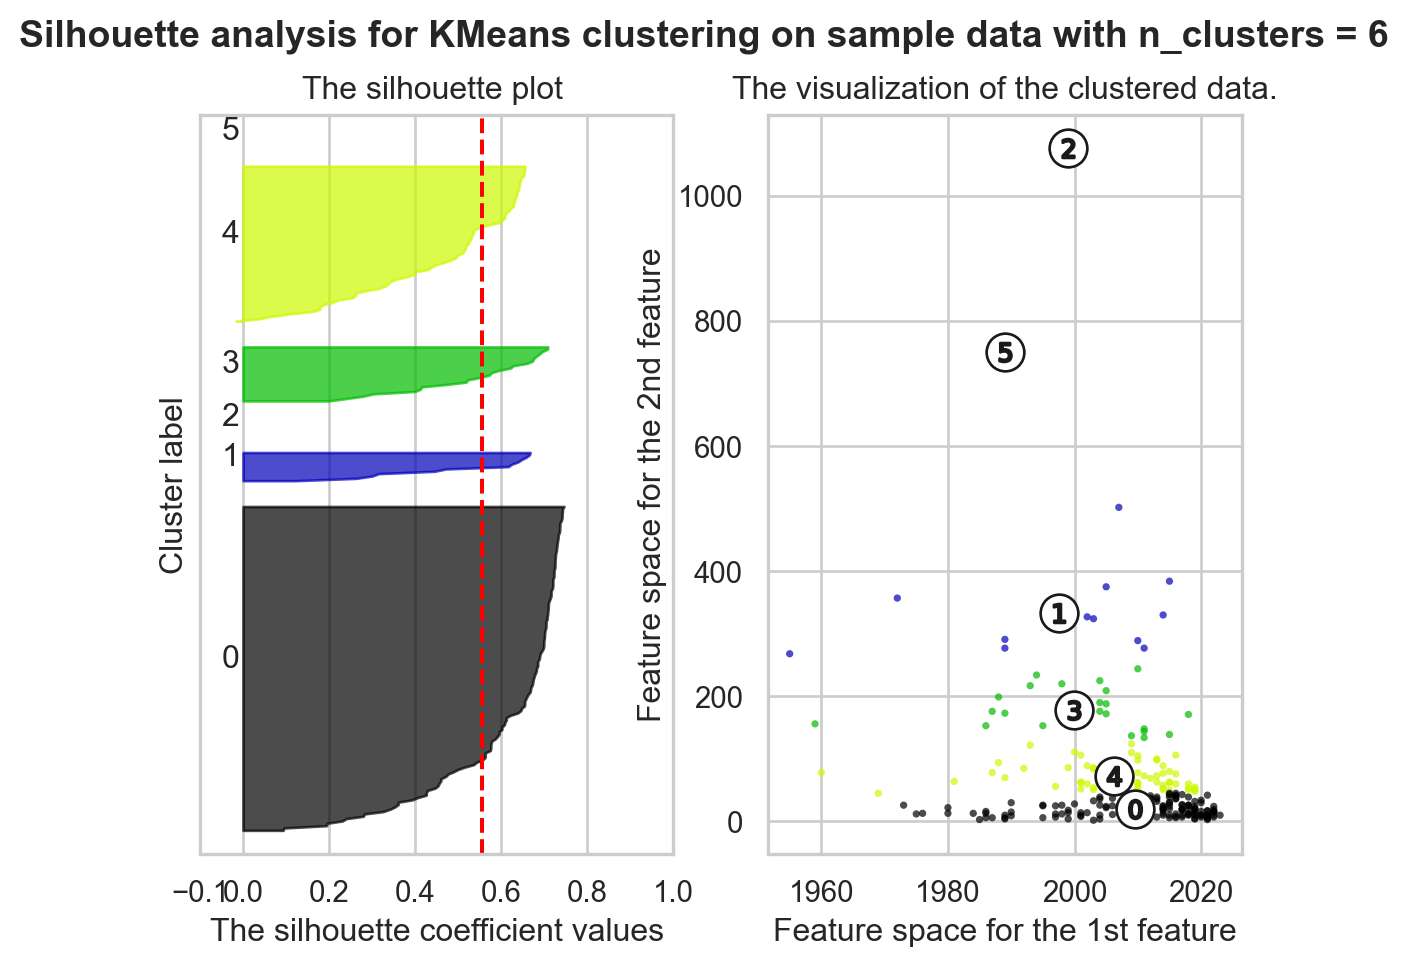 Silhouette analysis for KMeans clustering on sample data with n_clusters = 6
The silhouette plot
5
4
3
2
1
0
Cluster label
−0.1 0.0 0.2 0.4 0.6 0.8 1.0
The silhouette coefficient values
The visualization of the clustered data.
1000
800
600
400
200
0
Feature space for the 2nd feature
2
5
1
3
4
0
1960 1980 2000 2020
Feature space for the 1st feature